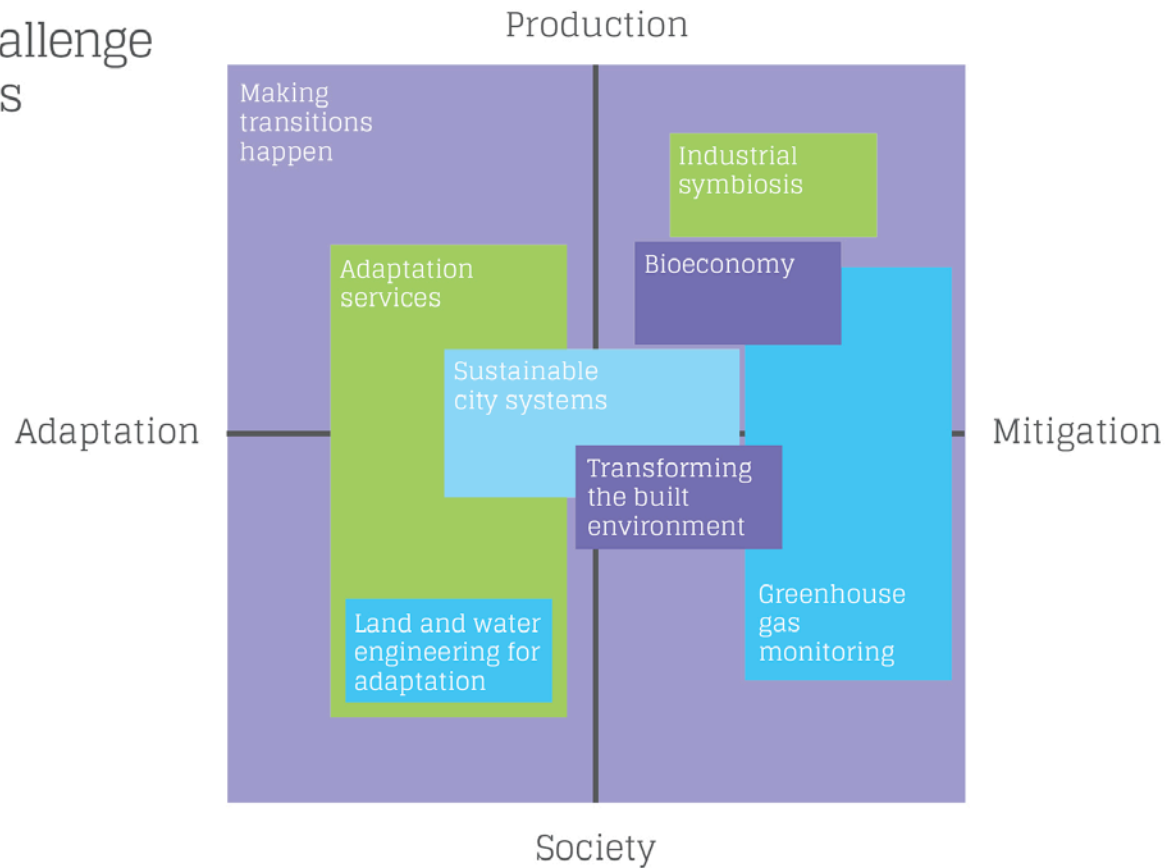 allenge
s
Production
Making
transitions
happen
Industrial
symbiosis
Bioeconomy
Adaptation
services
Sustainable
city systems
Adaptation
Mitigation
Transforming
the built
environment
Greenhouse
gas
monitoring
Land and water
engineering for
adaptation
Society